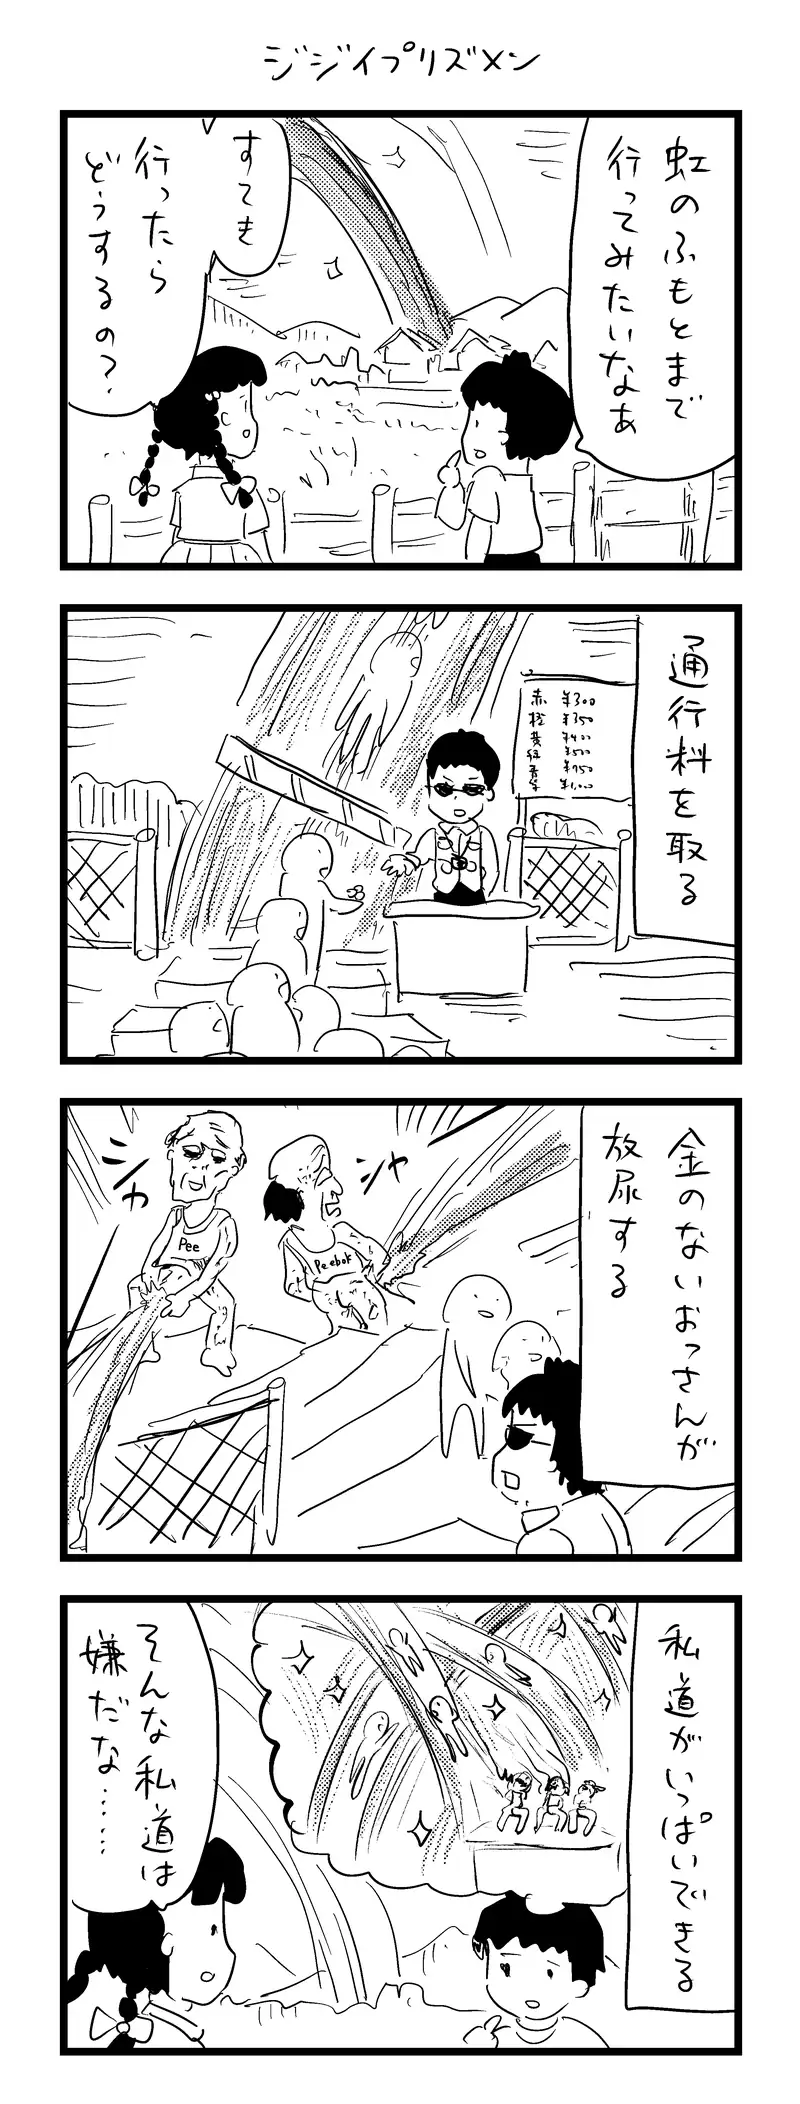 ジジイプリズメン
虹のふもとまで
行ってみたいなあ
すてき
行ったら
どうするの?
通行料を取る
赤 ¥300
橙 ¥350
黄 ¥400
緑 ¥500
青 ¥750
¥1,000
金のないおっさんが
放尿する
シャ
シャ
Pee
Peebok
私道がいっぱいできる
そんな私道は
嫌だな……